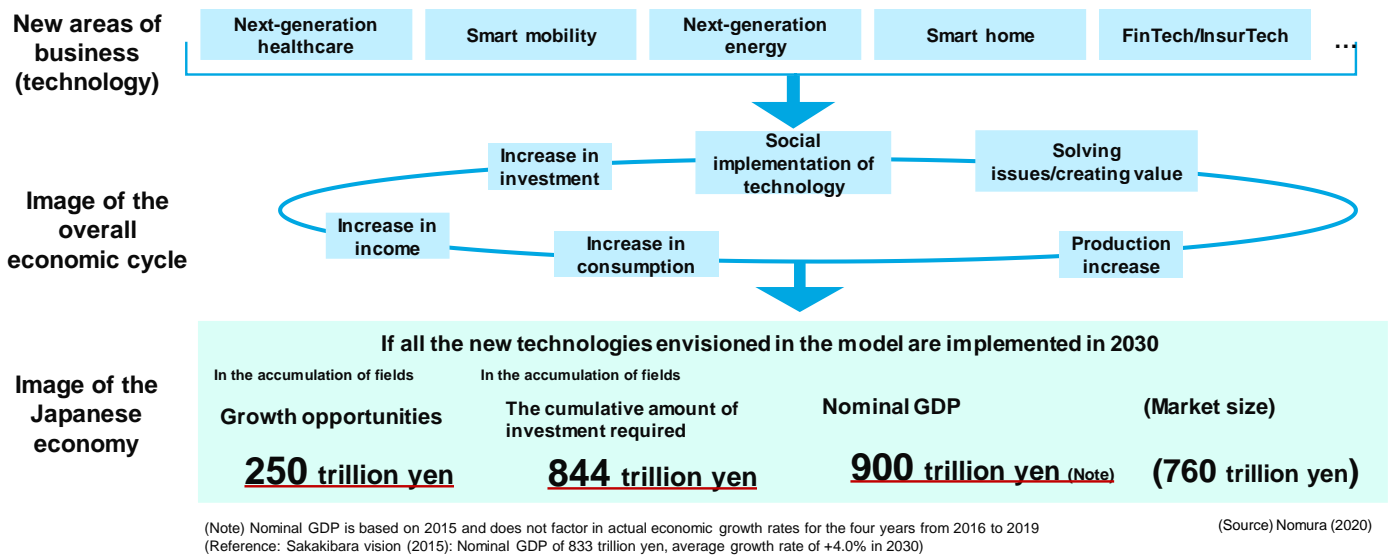 New areas of
business
(technology)
Next-generation
healthcare
Smart mobility
Next-generation
energy
Smart home
FinTech/InsurTech
...
Image of the
overall
economic cycle
Increase in
investment
Social
implementation of
technology
Solving
issues/creating value
Increase in
income
Increase in
consumption
Production
increase
Image of the
Japanese
economy
If all the new technologies envisioned in the model are implemented in 2030
In the accumulation of fields
Growth opportunities
250 trillion yen
In the accumulation of fields
The cumulative amount of
investment required
844 trillion yen
Nominal GDP
900 trillion yen (Note)
(Market size)
(760 trillion yen)
(Note) Nominal GDP is based on 2015 and does not factor in actual economic growth rates for the four years from 2016 to 2019
(Reference: Sakakibara vision (2015): Nominal GDP of 833 trillion yen, average growth rate of +4.0% in 2030)
(Source) Nomura (2020)